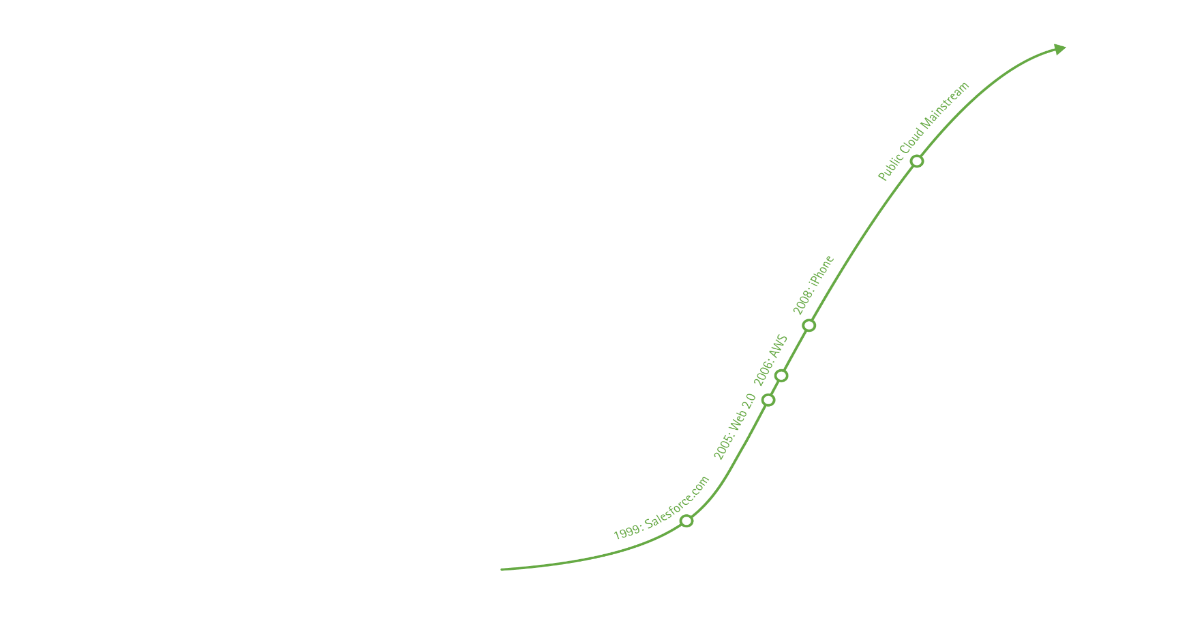 1999: Salesforce.com
2005: Web 2.0
2006: AWS
2008: iPhone
Public Cloud Mainstream